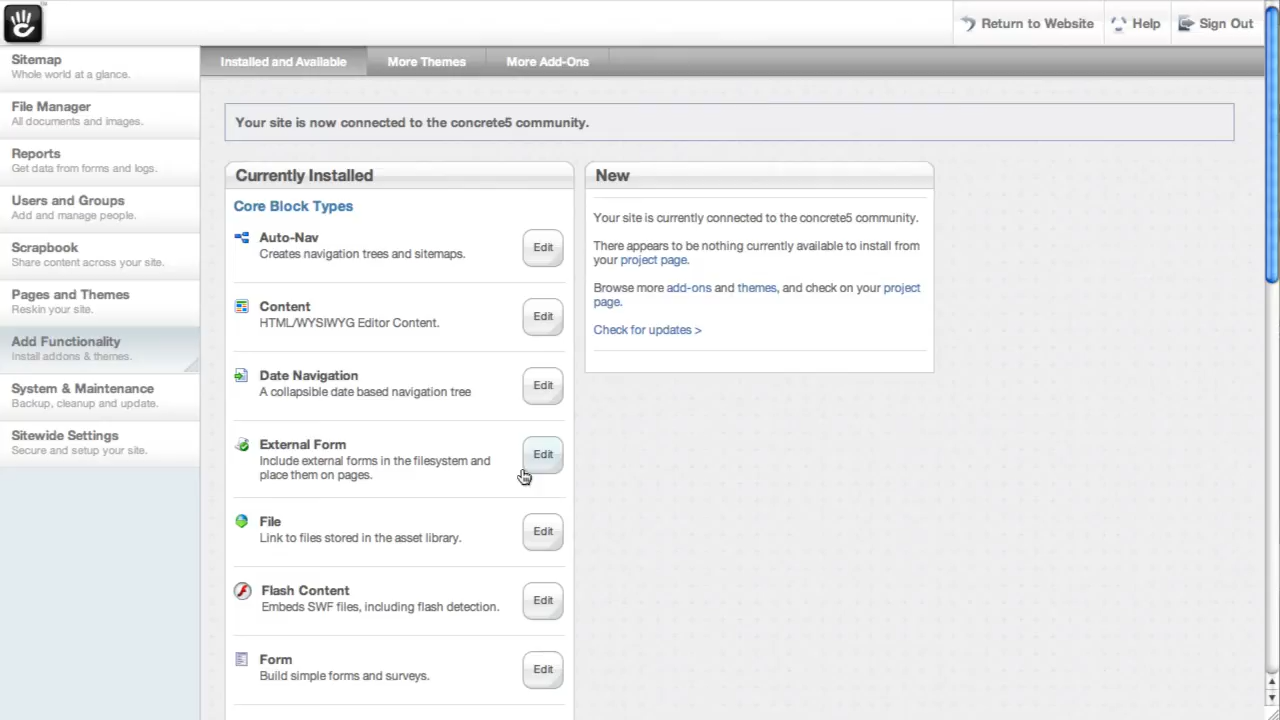 Return to Website
Help
Sign Out
Sitemap
Whole world at a glance.
File Manager
All documents and images.
Reports
Get data from forms and logs.
Users and Groups
Add and manage people.
Scrapbook
Share content across your site.
Pages and Themes
Reskin your site.
Add Functionality
Install addons & themes.
System & Maintenance
Backup, cleanup and update.
Sitewide Settings
Secure and setup your site.
Installed and Available
More Themes
More Add-Ons
Your site is now connected to the concrete5 community.
Currently Installed
Core Block Types
Auto-Nav
Creates navigation trees and sitemaps.
Edit
Content
HTML/WYSIWYG Editor Content.
Edit
Date Navigation
A collapsible date based navigation tree
Edit
External Form
Include external forms in the filesystem and
place them on pages.
Edit
File
Link to files stored in the asset library.
Edit
Flash Content
Embeds SWF files, including flash detection.
Edit
Form
Build simple forms and surveys.
Edit
New
Your site is currently connected to the concrete5 community.
There appears to be nothing currently available to install from
your project page.
Browse more add-ons and themes, and check on your project
page.
Check for updates >